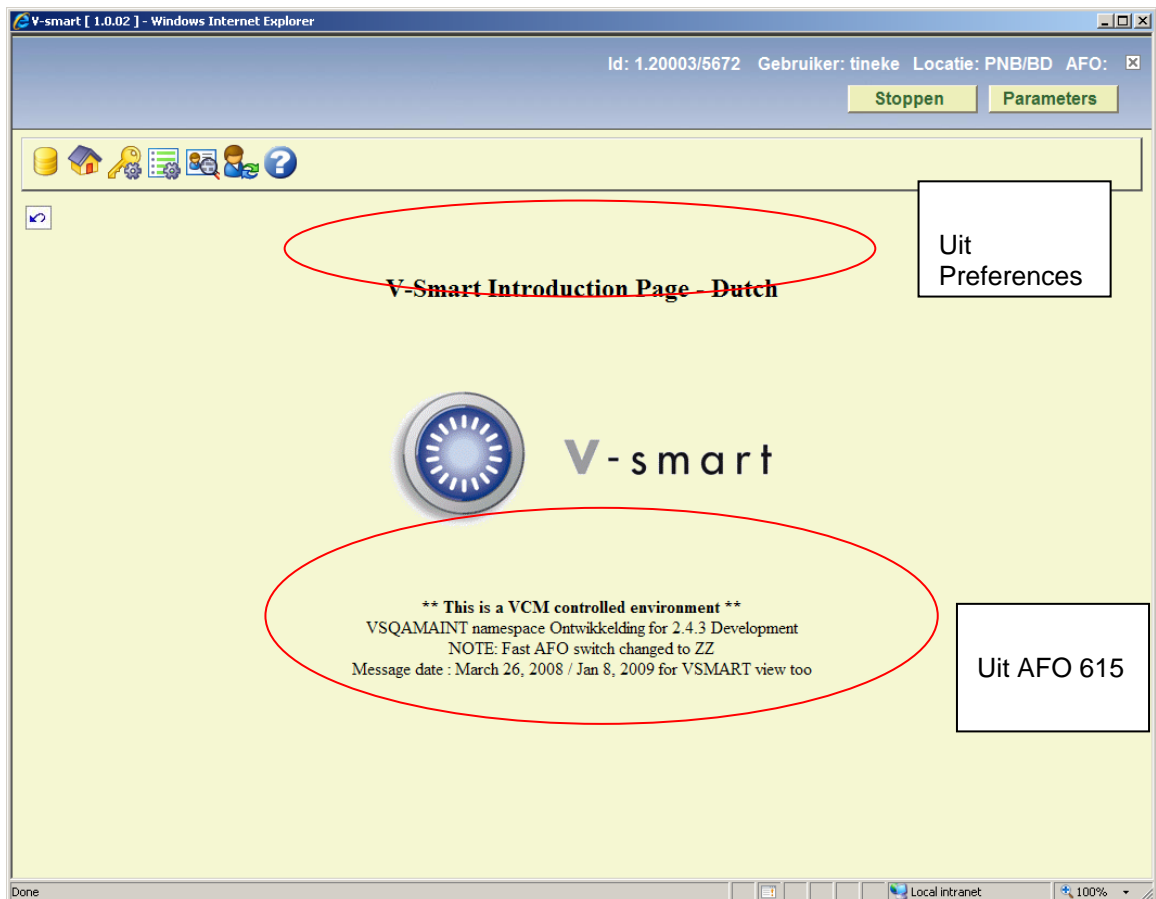 V-smart [ 1.0.02 ] - Windows Internet Explorer
Id: 1.20003/5672 Gebruiker: tineke Locatie: PNB/BD AFO:
Stoppen Parameters
Uit
Preferences
V-Smart Introduction Page - Dutch
V-smart
** This is a VCM controlled environment **
VSQAMAINT namespace Ontwikkelding for 2.4.3 Development
NOTE: Fast AFO switch changed to ZZ
Message date : March 26, 2008 / Jan 8, 2009 for VSMART view too
Uit AFO 615
Done Local intranet 100%